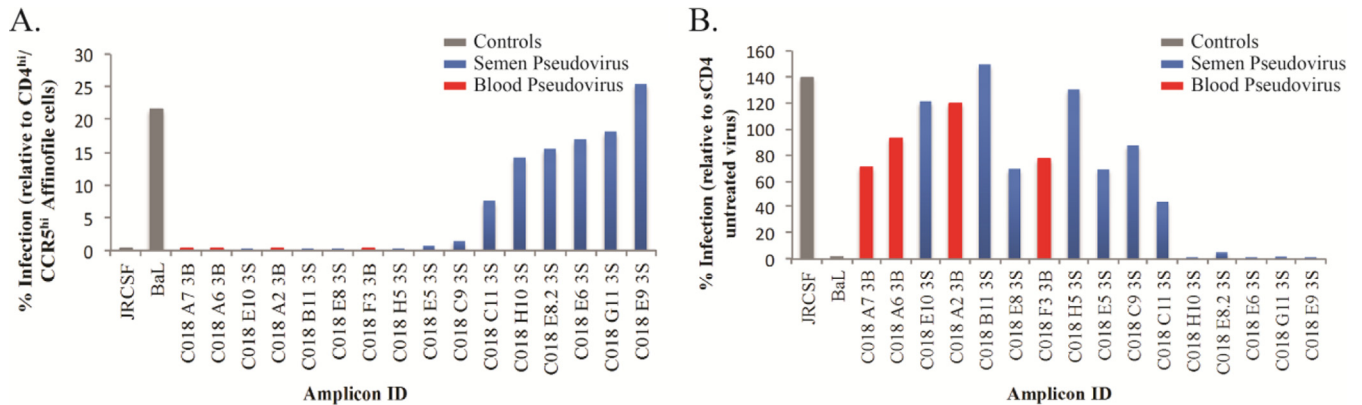 A.
% Infection (relative to CD4hi/
CCR5hi Affinofile cells)
30
25
20
15
10
5
0
Controls
Semen Pseudovirus
Blood Pseudovirus
JRCSF
BaL
C018 A7 3B
C018 A6 3B
C018 E10 3S
C018 A2 3B
C018 B11 3S
C018 E8 3S
C018 F3 3B
C018 H5 3S
C018 E5 3S
C018 C9 3S
C018 C11 3S
C018 H10 3S
C018 E8.2 3S
C018 E6 3S
C018 G11 3S
C018 E9 3S
Amplicon ID
B.
% Infection (relative to sCD4
untreated virus)
160
140
120
100
80
60
40
20
0
Controls
Semen Pseudovirus
Blood Pseudovirus
JRCSF
BaL
C018 A7 3B
C018 A6 3B
C018 E10 3S
C018 A2 3B
C018 B11 3S
C018 E8 3S
C018 F3 3B
C018 H5 3S
C018 E5 3S
C018 C9 3S
C018 C11 3S
C018 H10 3S
C018 E8.2 3S
C018 E6 3S
C018 G11 3S
C018 E9 3S
Amplicon ID